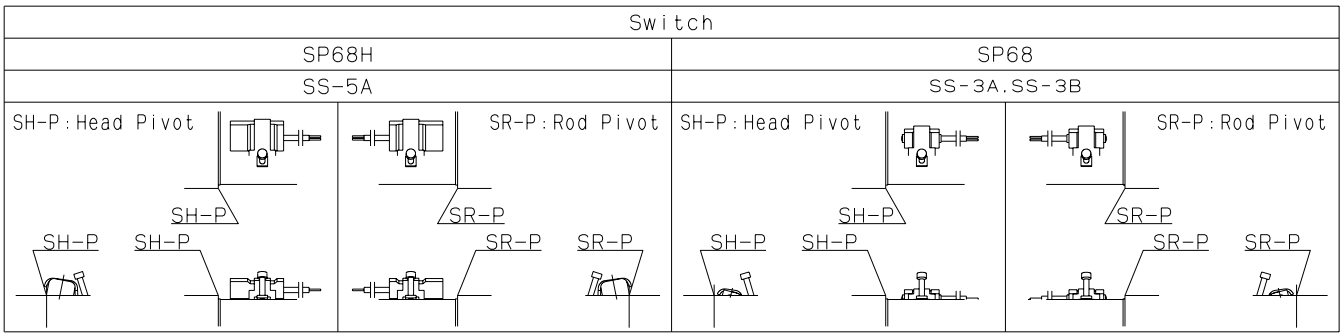 Switch
SP68H SP68
SS-5A SS-3A.SS-3B
SH-P:Head Pivot SR-P:Rod Pivot SH-P:Head Pivot SR-P:Rod Pivot
SH-P SR-P SH-P SR-P
SH-P SH-P SR-P SR-P SH-P SH-P SR-P SR-P